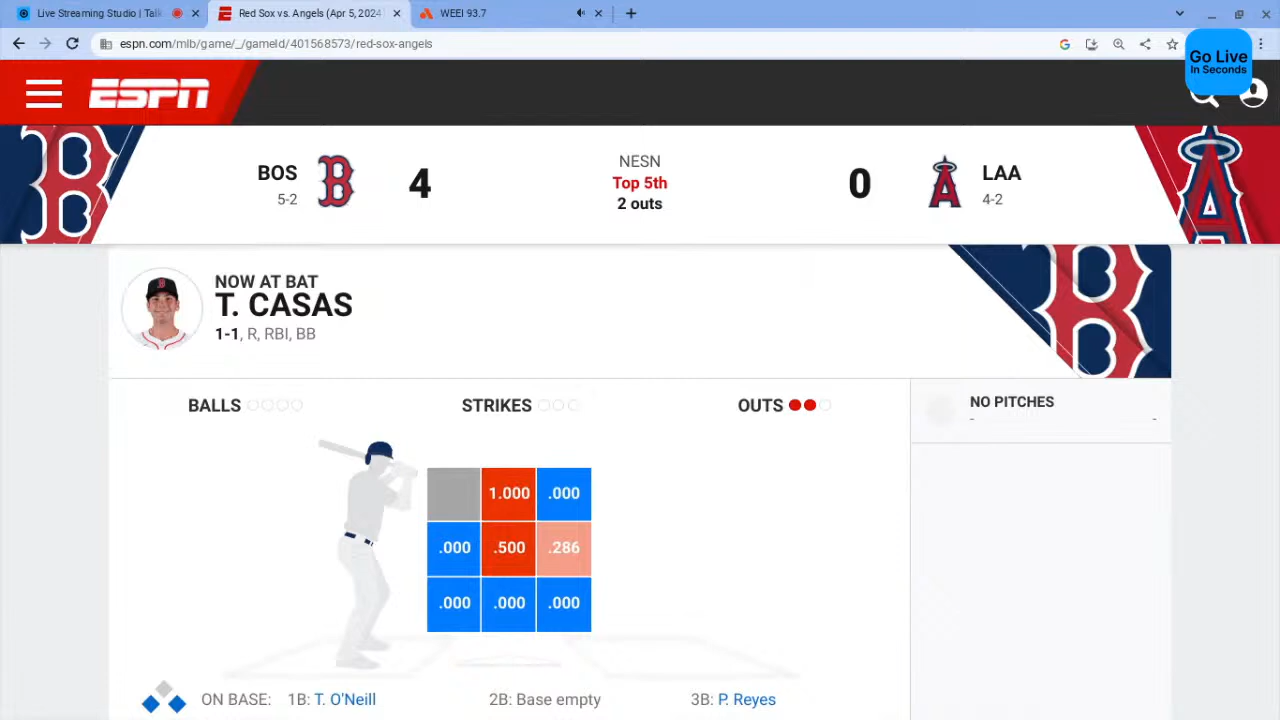 Live Streaming Studio | Talk
Red Sox vs. Angels (Apr 5, 2024
WEEI 93.7
espn.com/mlb/game/_/gameId/401568573/red-sox-angels
Go Live
In Seconds
ESPN
BOS
5-2
B
4
NESN
Top 5th
2 outs
0
A
LAA
4-2
NOW AT BAT
T. CASAS
1-1, R, RBI, BB
BALLS
STRIKES
OUTS
NO PITCHES
- -
1.000 .000
.000 .500 .286
.000 .000 .000
ON BASE: 1B: T. O'Neill 2B: Base empty 3B: P. Reyes